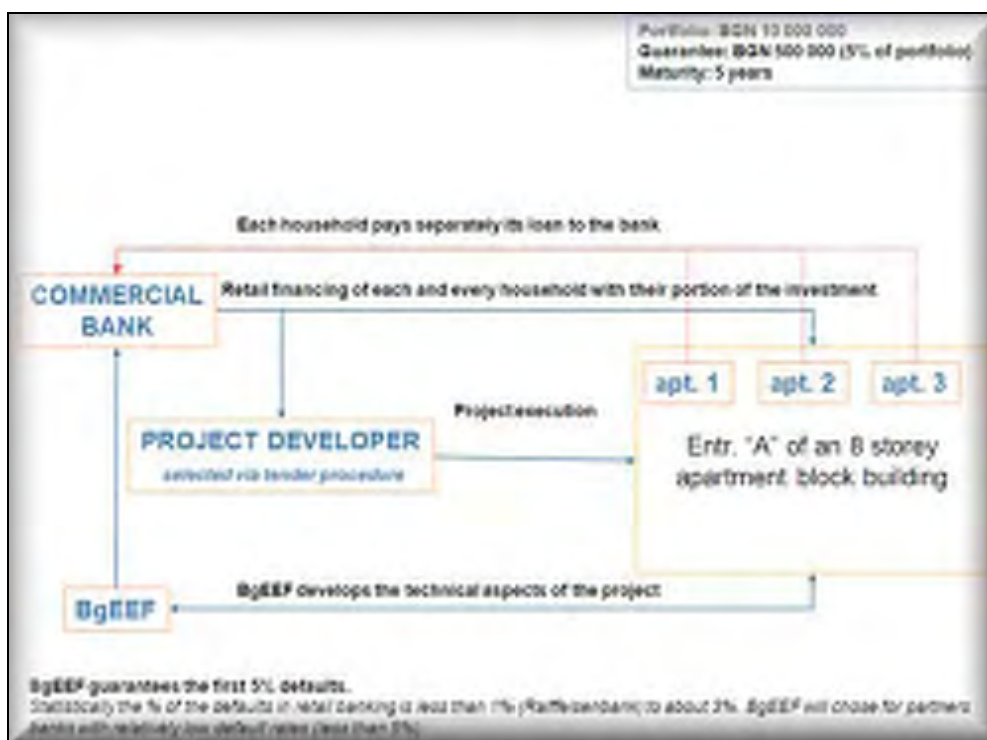 Portfolio: BGN 10 000 000
Guarantee: BGN 500 000 (5% of portfolio)
Maturity: 5 years
Each household pays separately its loan to the bank
COMMERCIAL
BANK
Retail financing of each and every household with their portion of the investment
apt. 1
apt. 2
apt. 3
Project execution
PROJECT DEVELOPER
selected via tender procedure
Entr. "A" of an 8 storey
apartment block building
BgEEF develops the technical aspects of the project
BgEEF
BgEEF guarantees the first 5% defaults.
Statistically the % of the defaults in retail banking is less than 1% (Raiffeisenbank) to about 3%. BgEEF will chose for partners
banks with relatively low default rates (less than 5%)